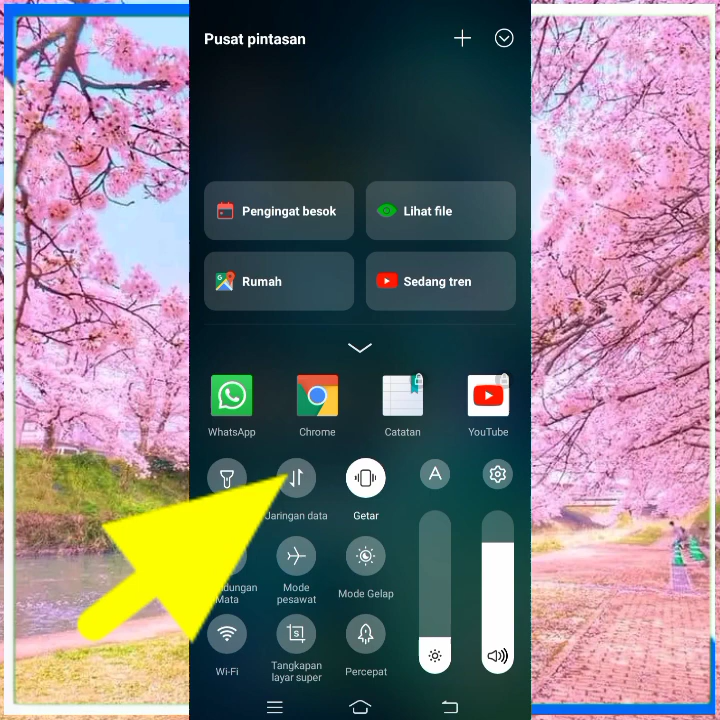 Pusat pintasan
Pengingat besok
Lihat file
Rumah
Sedang tren
WhatsApp
Chrome
Catatan
YouTube
A
Jaringan data
Getar
Mata
Mode
pesawat
Mode Gelap
S
Wi-Fi
Tangkapan
layar super
Percepat